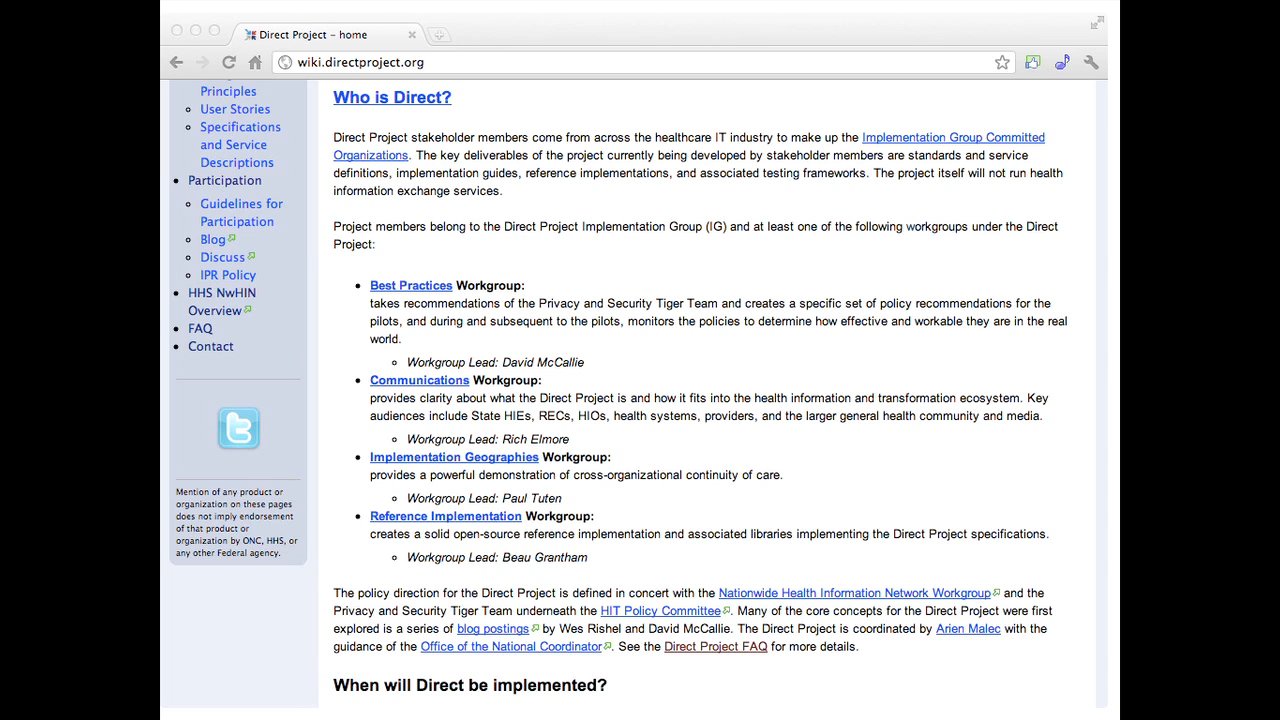 Direct Project – home
wiki.directproject.org
Principles
User Stories
Specifications
and Service
Descriptions
Participation
Guidelines for
Participation
Blog
Discuss
IPR Policy
HHS NwHIN
Overview
FAQ
Contact
Mention of any product or
organization on these pages
does not imply endorsement
of that product or
organization by ONC, HHS, or
any other Federal agency.
Who is Direct?
Direct Project stakeholder members come from across the healthcare IT industry to make up the Implementation Group Committed
Organizations. The key deliverables of the project currently being developed by stakeholder members are standards and service
definitions, implementation guides, reference implementations, and associated testing frameworks. The project itself will not run health
information exchange services.
Project members belong to the Direct Project Implementation Group (IG) and at least one of the following workgroups under the Direct
Project:
Best Practices Workgroup:
takes recommendations of the Privacy and Security Tiger Team and creates a specific set of policy recommendations for the
pilots, and during and subsequent to the pilots, monitors the policies to determine how effective and workable they are in the real
world.
Workgroup Lead: David McCallie
Communications Workgroup:
provides clarity about what the Direct Project is and how it fits into the health information and transformation ecosystem. Key
audiences include State HIEs, RECs, HIOs, health systems, providers, and the larger general health community and media.
Workgroup Lead: Rich Elmore
Implementation Geographies Workgroup:
provides a powerful demonstration of cross-organizational continuity of care.
Workgroup Lead: Paul Tuten
Reference Implementation Workgroup:
creates a solid open-source reference implementation and associated libraries implementing the Direct Project specifications.
Workgroup Lead: Beau Grantham
The policy direction for the Direct Project is defined in concert with the Nationwide Health Information Network Workgroup and the
Privacy and Security Tiger Team underneath the HIT Policy Committee. Many of the core concepts for the Direct Project were first
explored is a series of blog postings by Wes Rishel and David McCallie. The Direct Project is coordinated by Arien Malec with the
guidance of the Office of the National Coordinator. See the Direct Project FAQ for more details.
When will Direct be implemented?